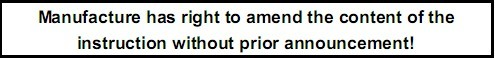 Manufacture has right to amend the content of the
instruction without prior announcement!